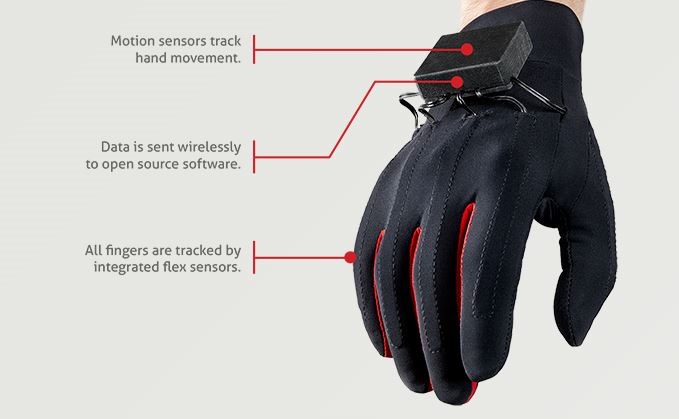 Motion sensors track
hand movement.
Data is sent wirelessly
to open source software.
All fingers are tracked by
integrated flex sensors.